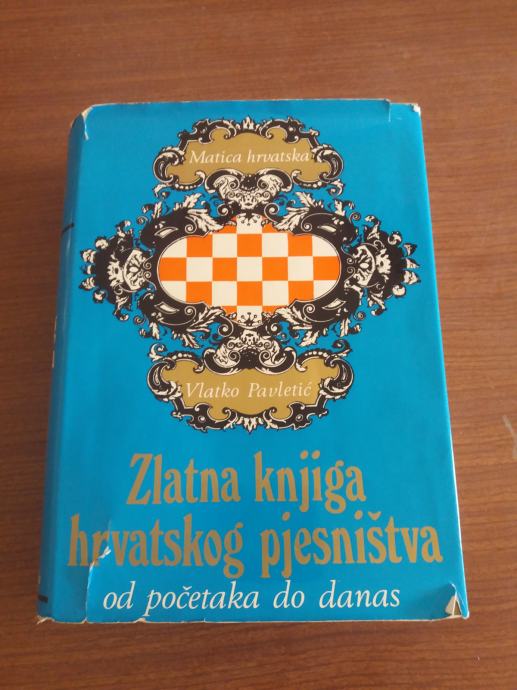 Matica hrvatska
Vlatko Pavletić
Zlatna knjiga
hrvatskog pjesništva
od početaka do danas